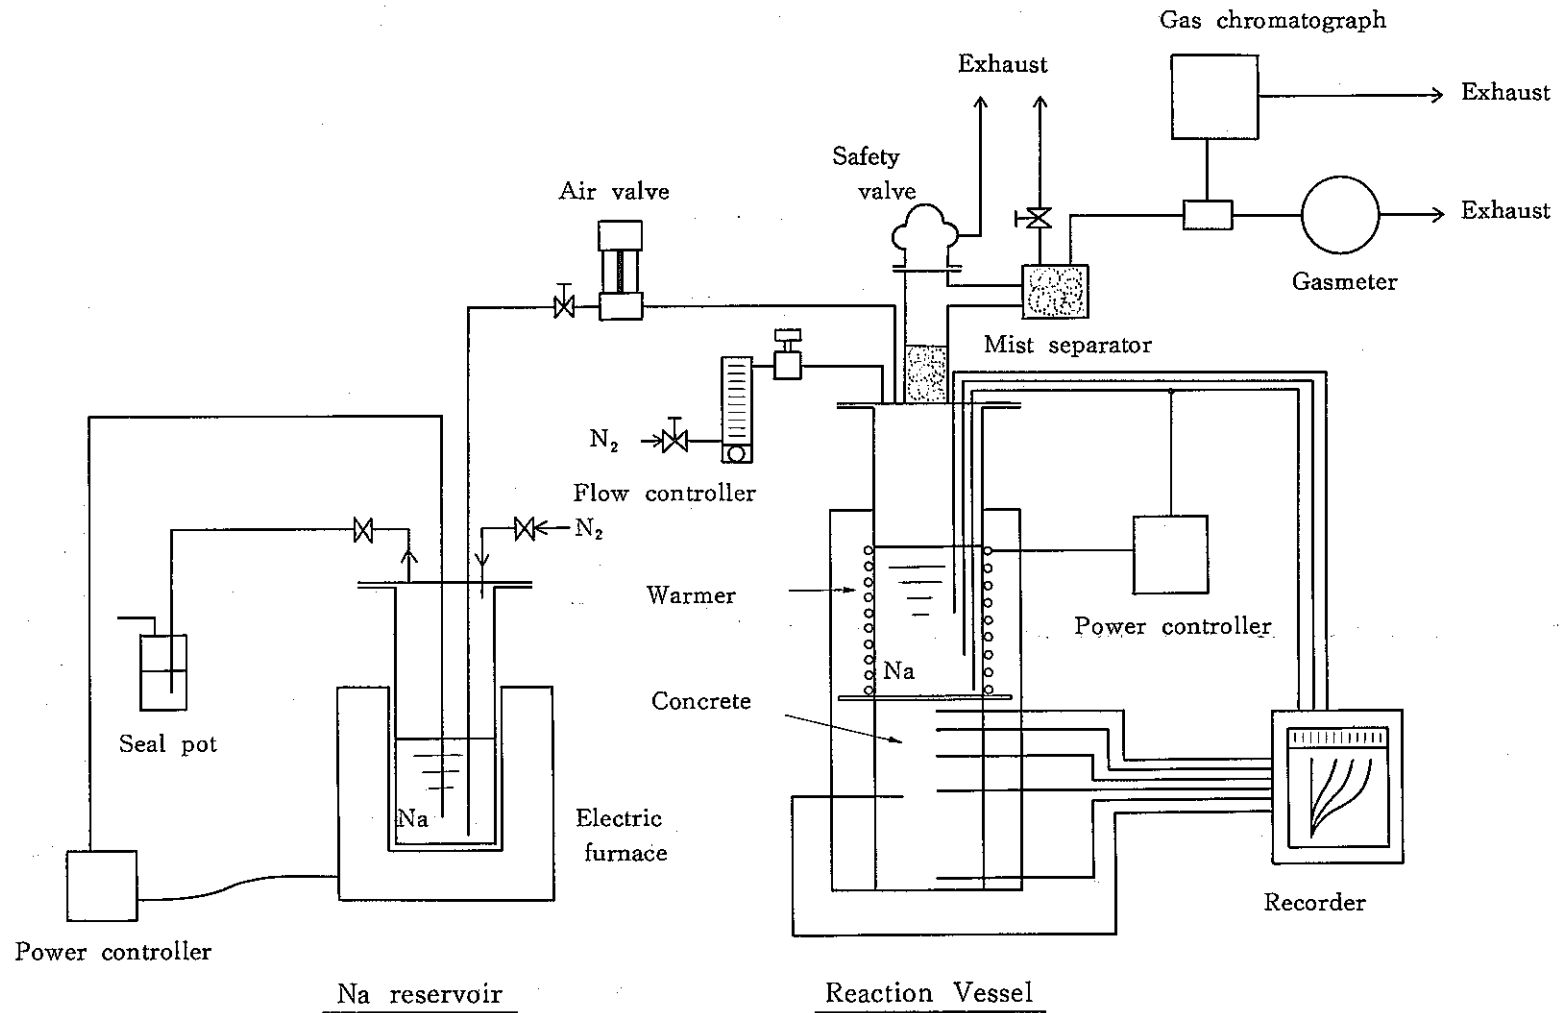 Gas chromatograph
Exhaust
Exhaust
Safety
valve
Air valve
Exhaust
Gasmeter
Mist separator
N₂
Flow controller
N₂
Warmer
Power controller
Na
Concrete
Seal pot
Na
Electric
furnace
Recorder
Power controller
Na reservoir
Reaction Vessel